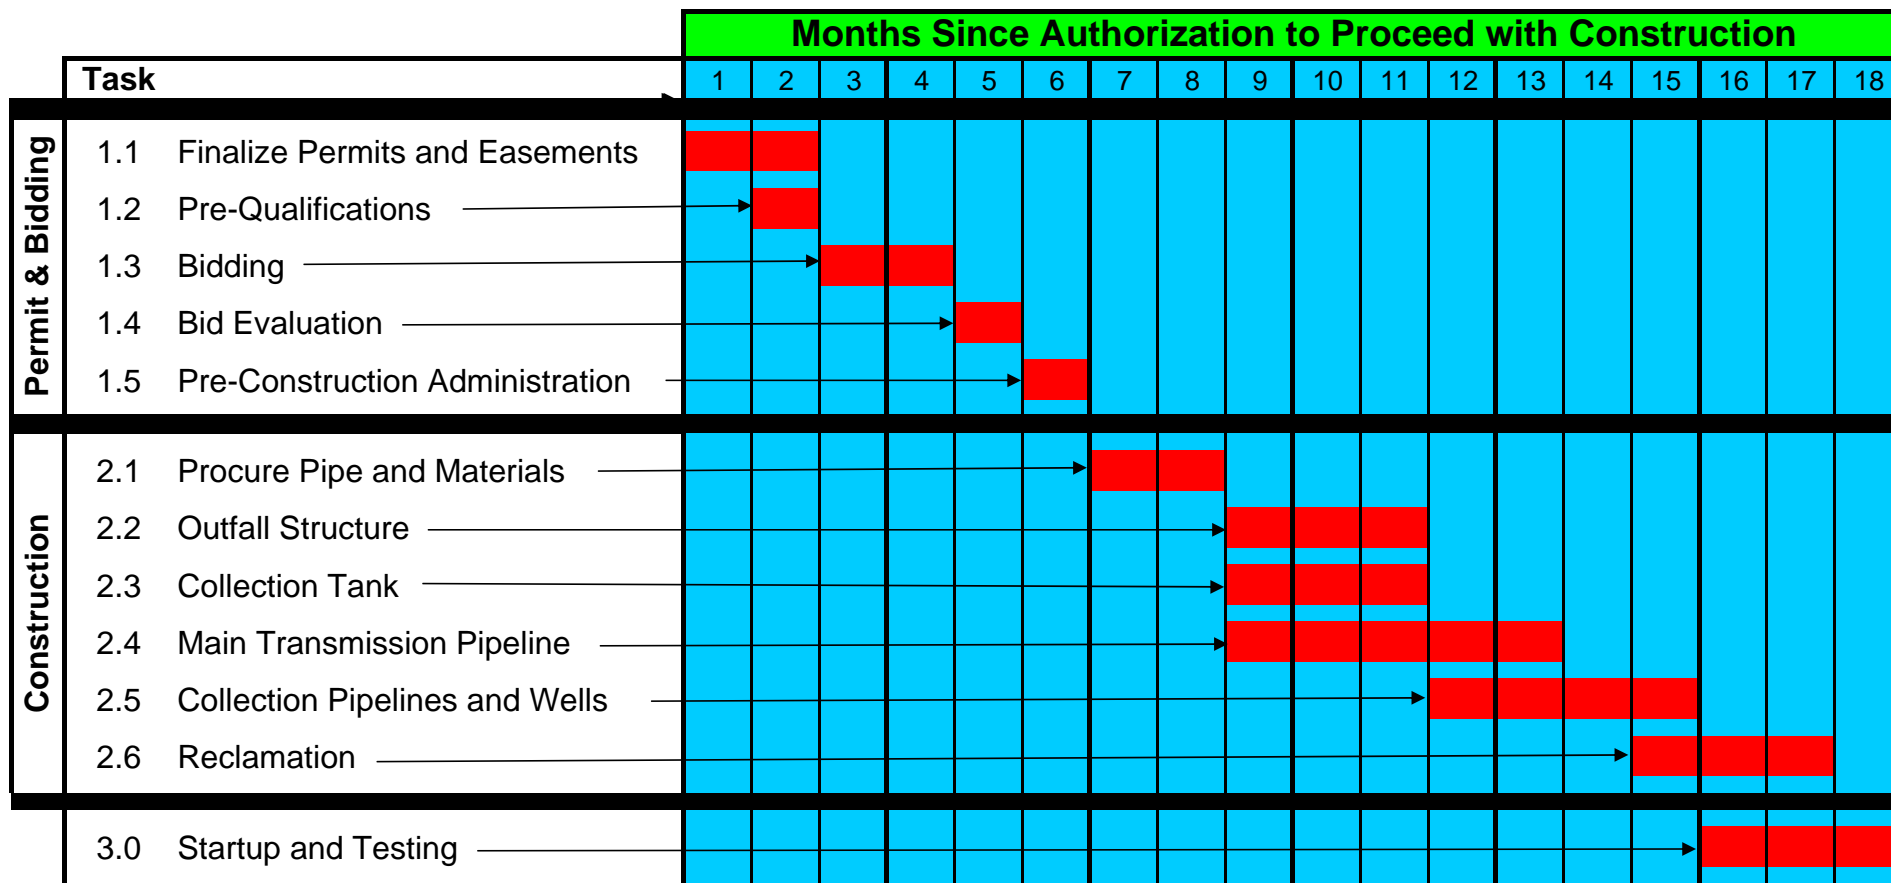 Months Since Authorization to Proceed with Construction
Task 1 2 3 4 5 6 7 8 9 10 11 12 13 14 15 16 17 18
Permit & Bidding
1.1 Finalize Permits and Easements
1.2 Pre-Qualifications
1.3 Bidding
1.4 Bid Evaluation
1.5 Pre-Construction Administration
Construction
2.1 Procure Pipe and Materials
2.2 Outfall Structure
2.3 Collection Tank
2.4 Main Transmission Pipeline
2.5 Collection Pipelines and Wells
2.6 Reclamation
3.0 Startup and Testing